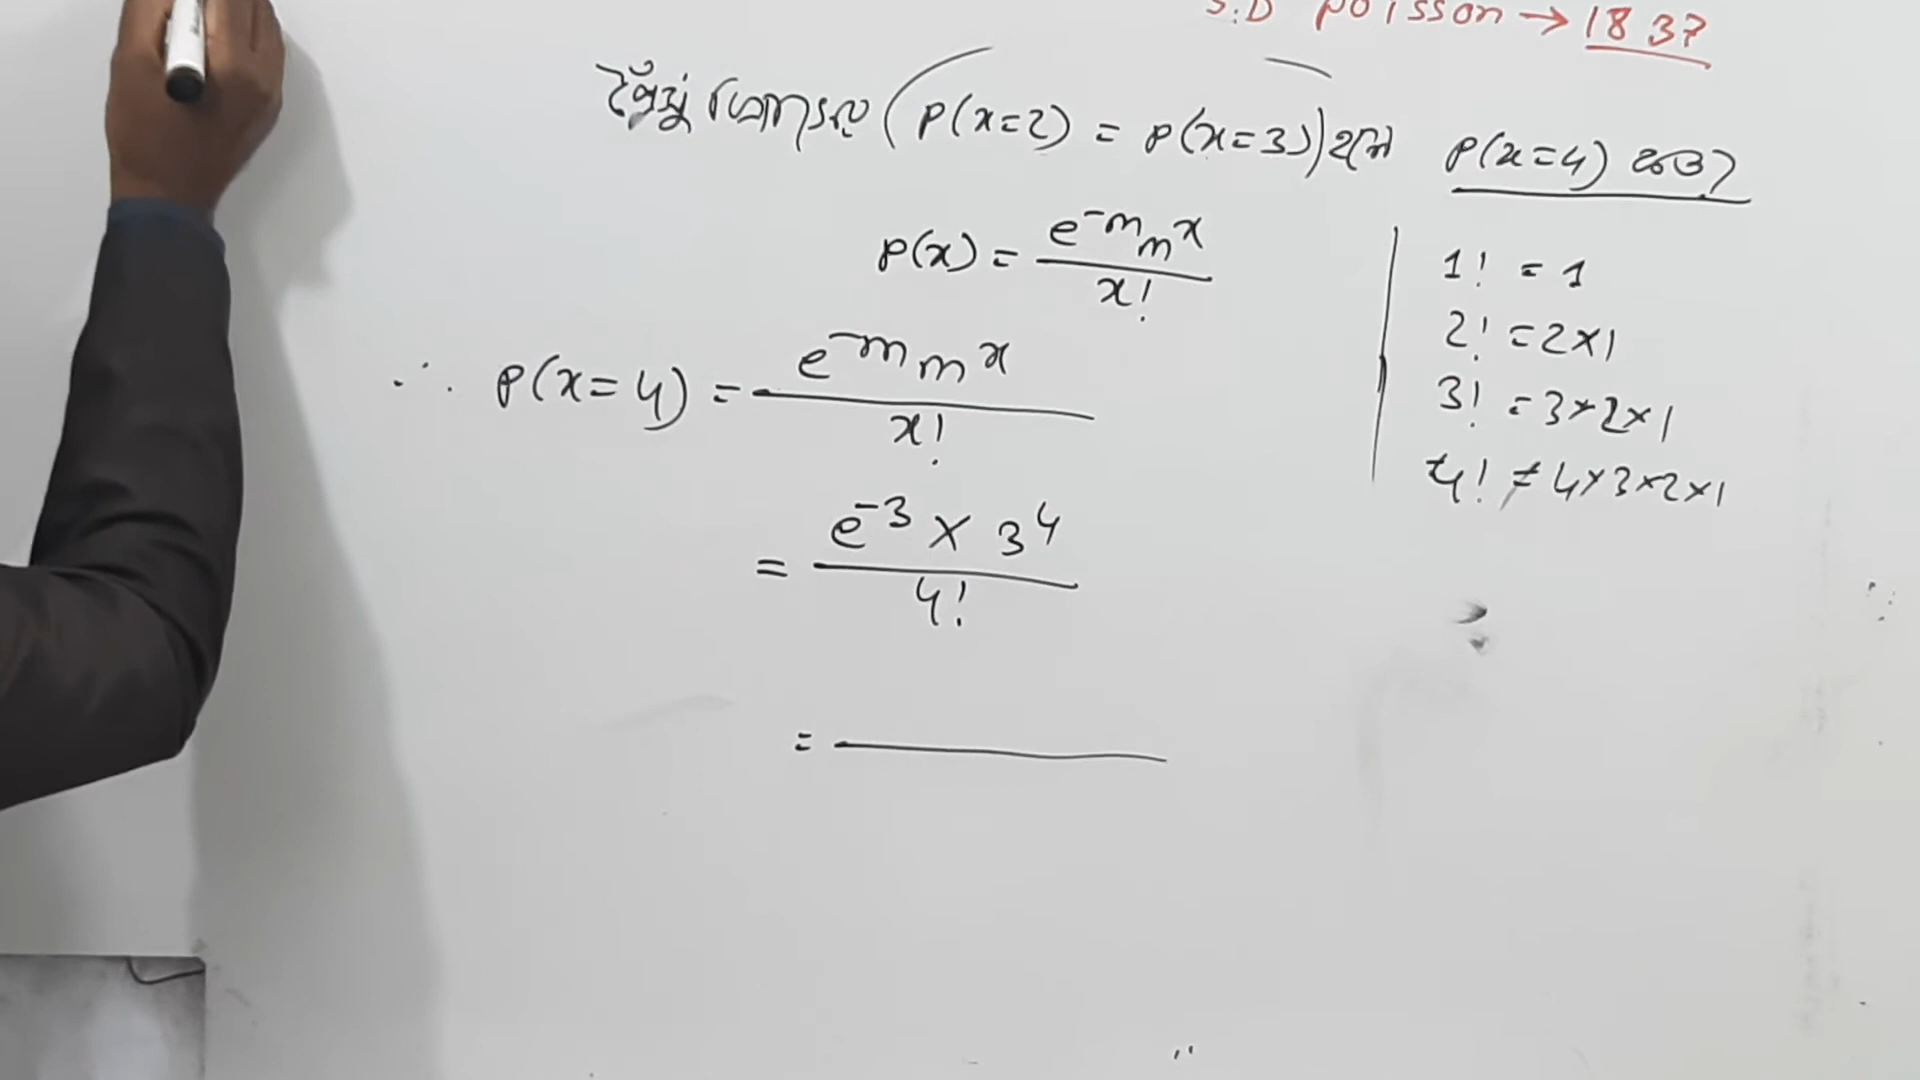 S.D poisson → 1837
(P(x=2) = P(x=3)) হলে P(x=4) কত?
P(x) = e^-m m^x / x!
∴ P(x=4) = e^-m m^x / x!
= e^-3 × 3^4 / 4!
=
1! = 1
2! = 2×1
3! = 3×2×1
4! = 4×3×2×1